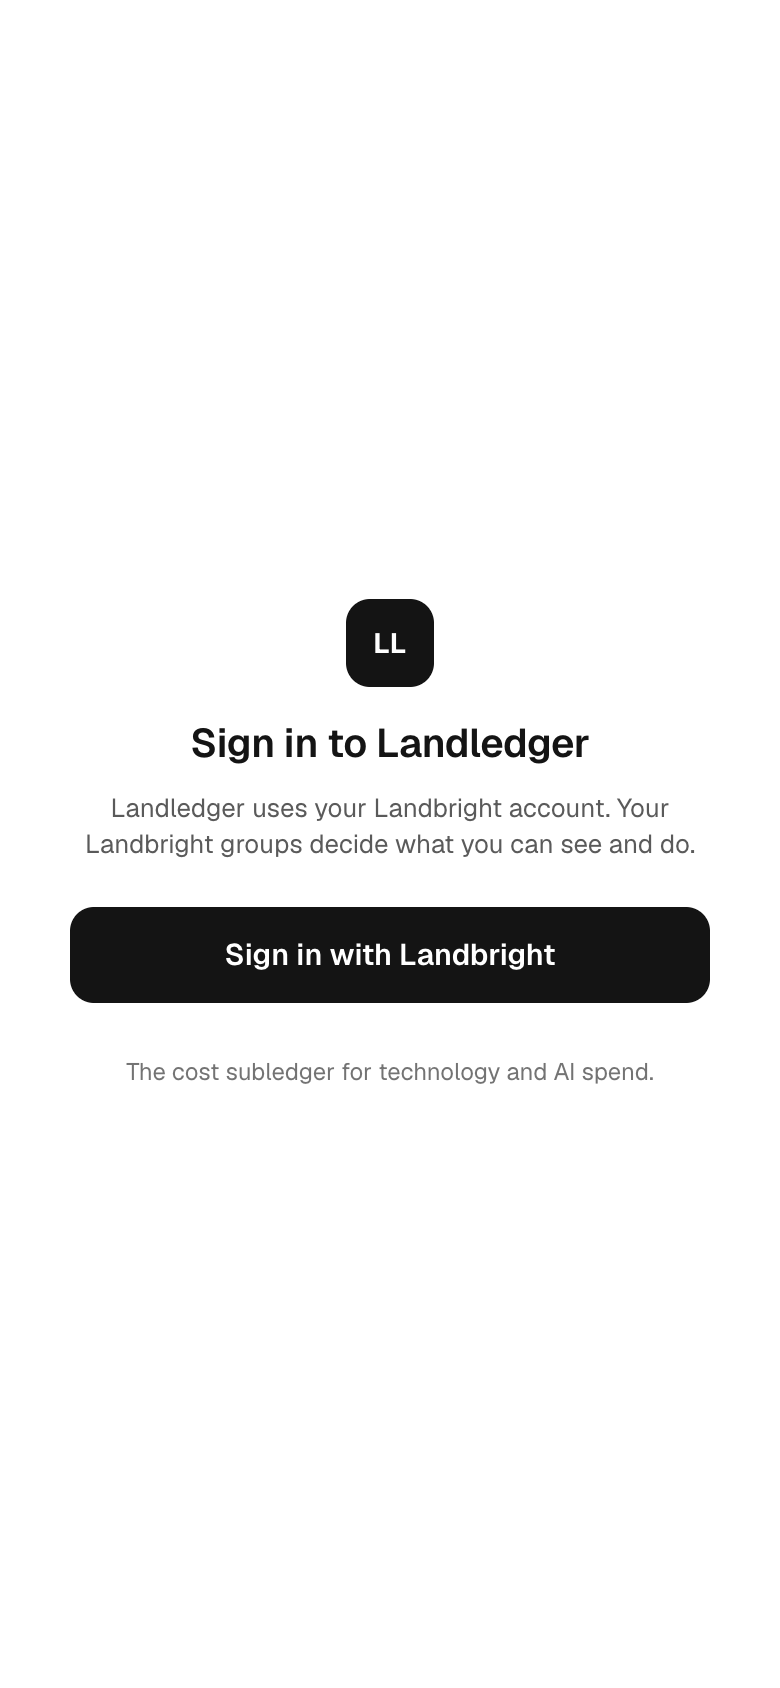 LL
Sign in to Landledger
Landledger uses your Landbright account. Your
Landbright groups decide what you can see and do.
Sign in with Landbright
The cost subledger for technology and AI spend.